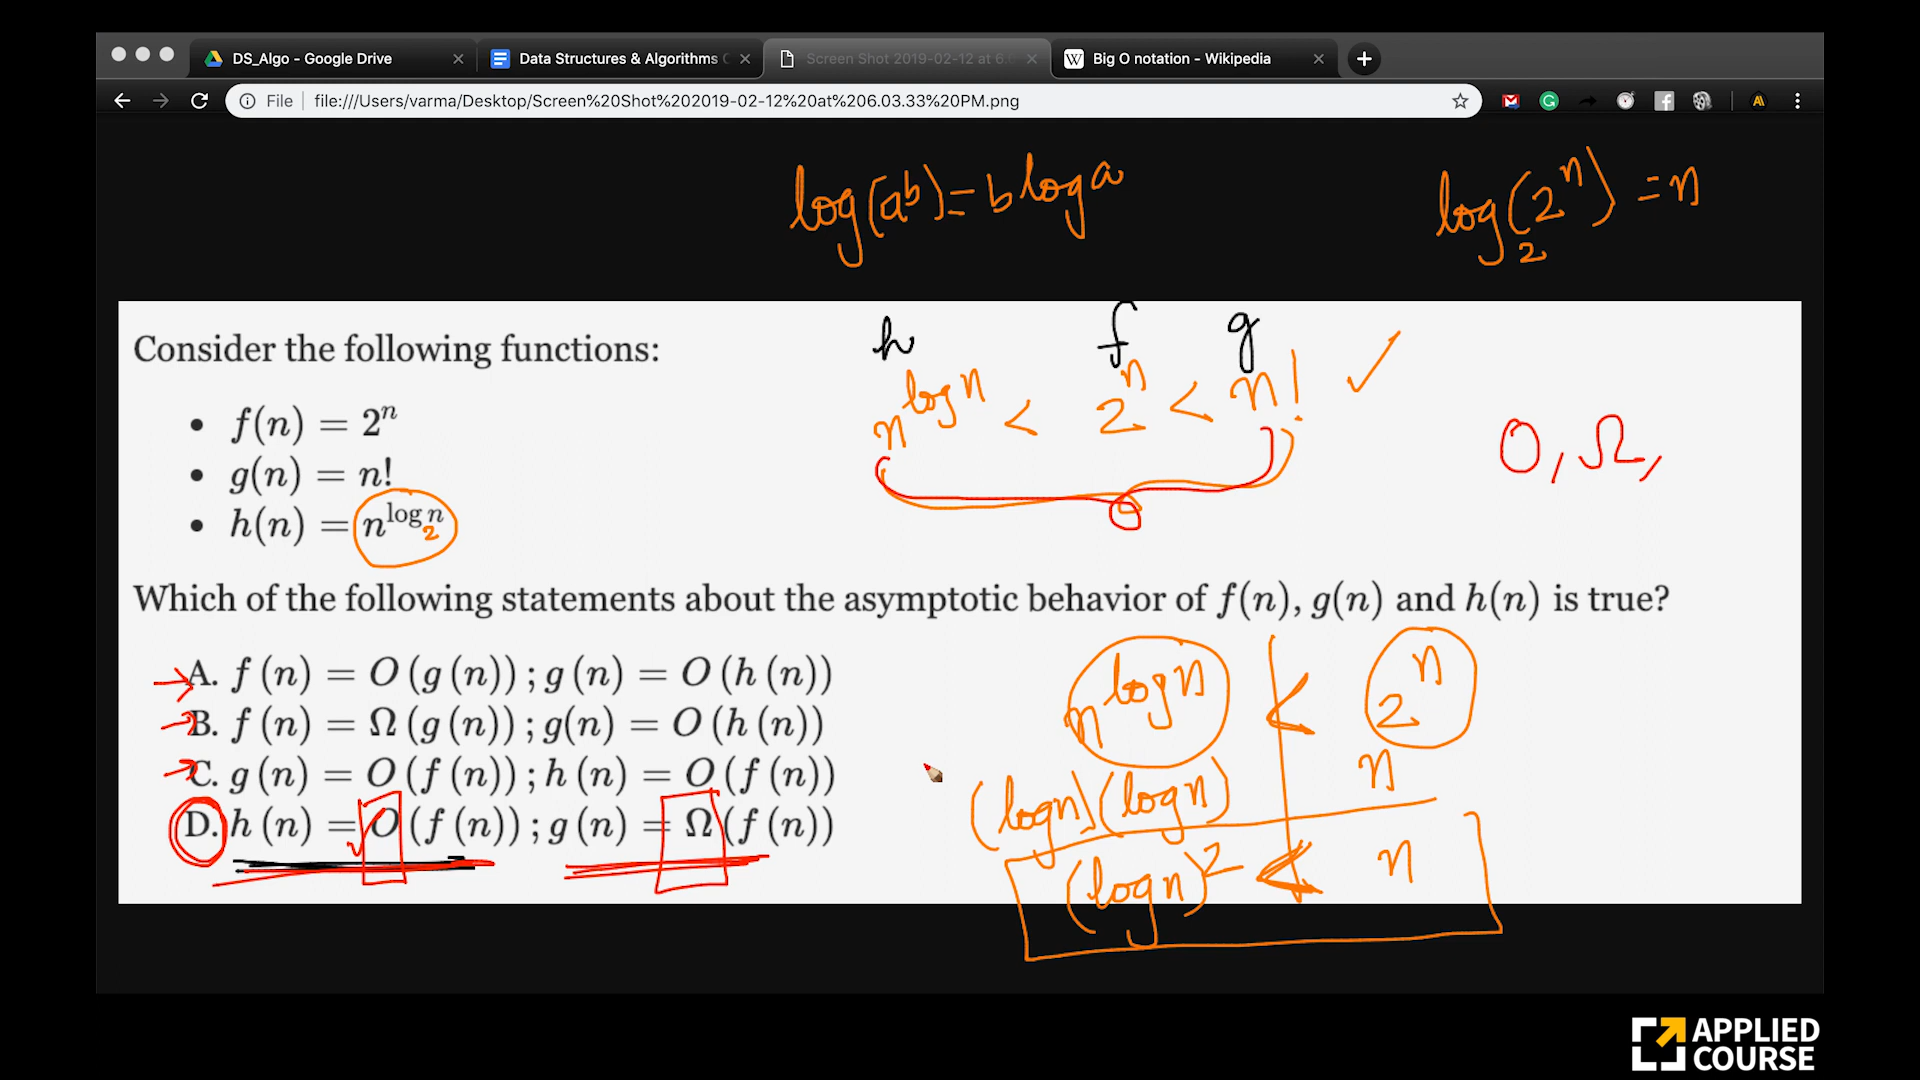 DS_Algo - Google Drive
Data Structures & Algorithms
Screen Shot 2019-02-12 at 6.
Big O notation - Wikipedia
File
file:///Users/varma/Desktop/Screen%20Shot%202019-02-12%20at%206.03.33%20PM.png
log(a^b) = b log a
log_2(2^n) = n
Consider the following functions:
h f g
n^log n < 2^n < n! ✓
• f(n) = 2^n
• g(n) = n!
• h(n) = n^log n
2
O, Ω,
Which of the following statements about the asymptotic behavior of f(n), g(n) and h(n) is true?
A. f (n) = O (g (n)) ; g (n) = O (h (n))
B. f (n) = Ω (g (n)) ; g(n) = O (h (n))
C. g (n) = O (f (n)) ; h (n) = O (f (n))
D. h (n) = O (f (n)) ; g (n) = Ω (f (n))
n^log n < 2^n
(log n) (log n) n
(log n)^2 < n
APPLIED
COURSE